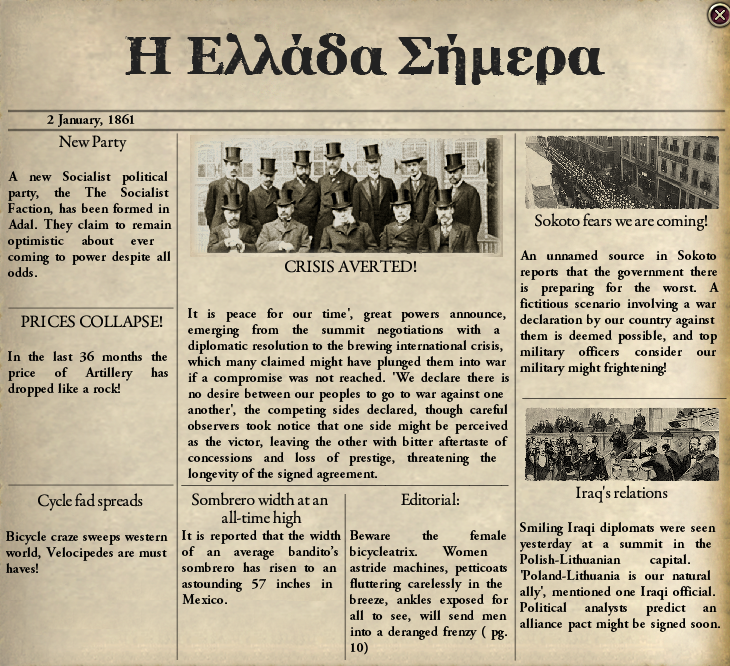 Η Ελλάδα Σήμερα
2 January, 1861
New Party
A new Socialist political
party, the The Socialist
Faction, has been formed in
Adal. They claim to remain
optimistic about ever
coming to power despite all
odds.
PRICES COLLAPSE!
In the last 36 months the
price of Artillery has
dropped like a rock!
CRISIS AVERTED!
It is peace for our time', great powers announce,
emerging from the summit negotiations with a
diplomatic resolution to the brewing international crisis,
which many claimed might have plunged them into war
if a compromise was not reached. 'We declare there is
no desire between our peoples to go to war against one
another', the competing sides declared, though careful
observers took notice that one side might be perceived
as the victor, leaving the other with bitter aftertaste of
concessions and loss of prestige, threatening the
longevity of the signed agreement.
Sokoto fears we are coming!
An unnamed source in Sokoto
reports that the government there
is preparing for the worst. A
fictitious scenario involving a war
declaration by our country against
them is deemed possible, and top
military officers consider our
military might frightening!
Cycle fad spreads
Bicycle craze sweeps western
world, Velocipedes are must
haves!
Sombrero width at an
all-time high
It is reported that the width
of an average bandito's
sombrero has risen to an
astounding 57 inches in
Mexico.
Editorial:
Beware the female
bicycleatrix. Women
astride machines, petticoats
fluttering carelessly in the
breeze, ankles exposed for
all to see, will send men
into a deranged frenzy ( pg.
10)
Iraq's relations
Smiling Iraqi diplomats were seen
yesterday at a summit in the
Polish-Lithuanian capital.
'Poland-Lithuania is our natural
ally', mentioned one Iraqi official.
Political analysts predict an
alliance pact might be signed soon.